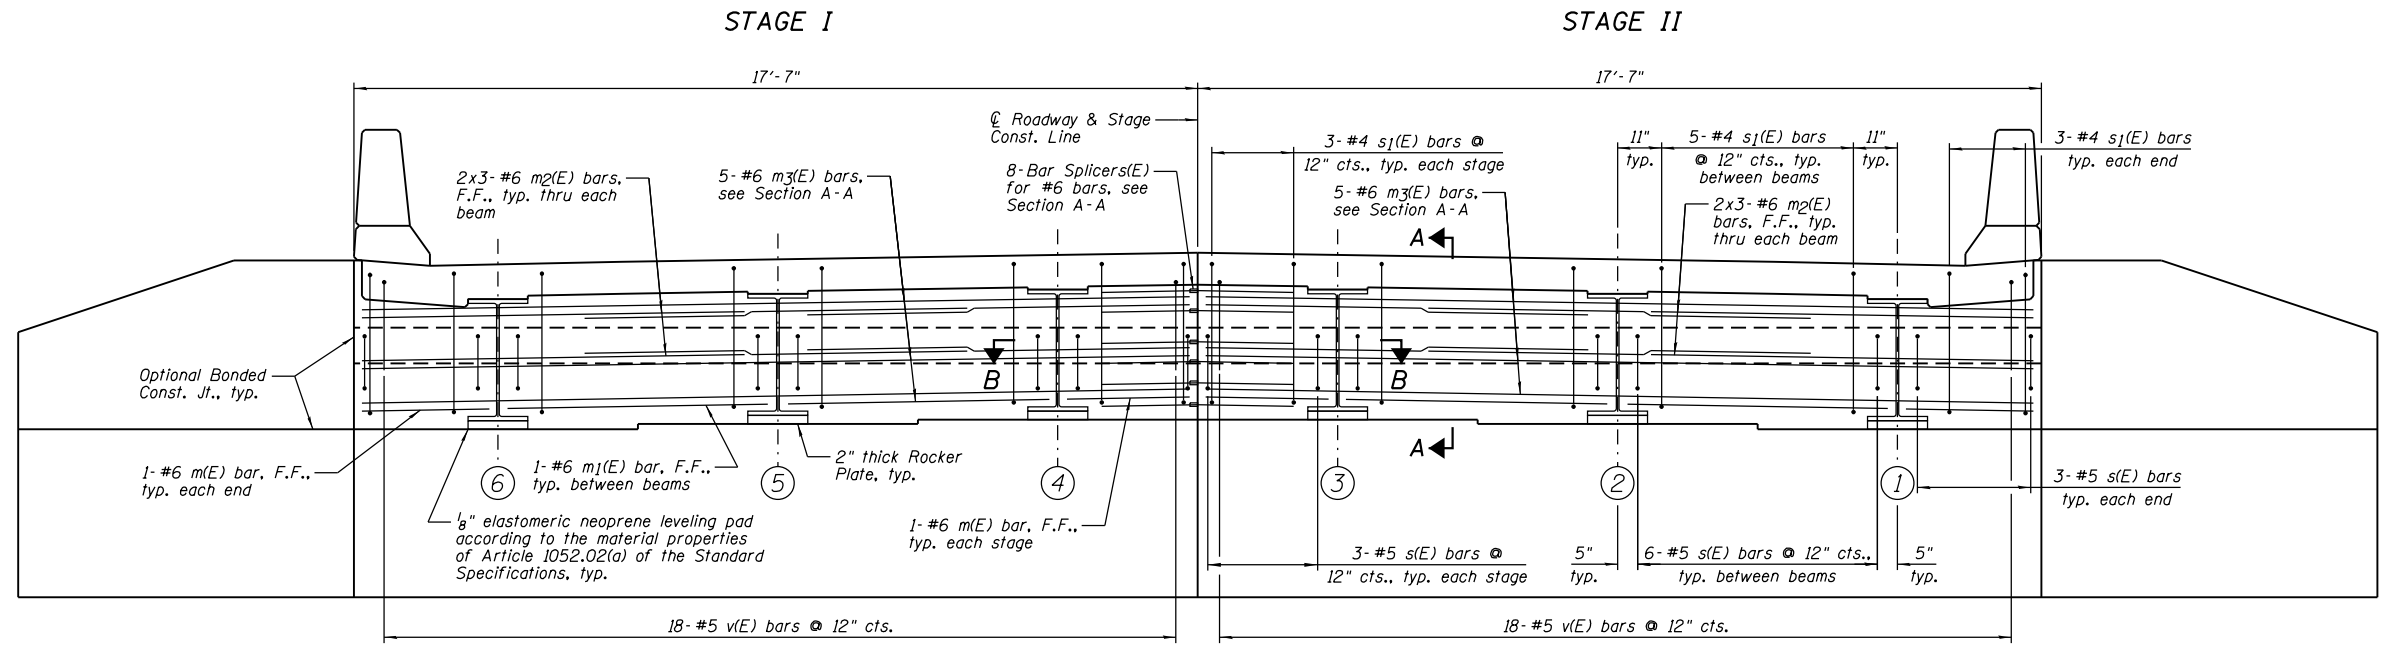 STAGE I
STAGE II
17'-7"
17'-7"
℄ Roadway & Stage
Const. Line
3-#4 s1(E) bars @
12" cts., typ. each stage
11"
typ.
5-#4 s1(E) bars
@ 12" cts., typ.
between beams
11"
typ.
3-#4 s1(E) bars
typ. each end
2x3-#6 m2(E) bars,
F.F., typ. thru each
beam
5-#6 m3(E) bars,
see Section A-A
8-Bar Splicers(E)
for #6 bars, see
Section A-A
5-#6 m3(E) bars,
see Section A-A
2x3-#6 m2(E)
bars, F.F., typ.
thru each beam
A
B
B
Optional Bonded
Const. Jt., typ.
A
1-#6 m(E) bar, F.F.,
typ. each end
1-#6 m1(E) bar, F.F.,
typ. between beams
2" thick Rocker
Plate, typ.
6
5
4
3
2
1
3-#5 s(E) bars
typ. each end
1/8" elastomeric neoprene leveling pad
according to the material properties
of Article 1052.02(a) of the Standard
Specifications, typ.
1-#6 m(E) bar, F.F.,
typ. each stage
3-#5 s(E) bars @
12" cts., typ. each stage
5"
typ.
6-#5 s(E) bars @ 12" cts.,
typ. between beams
5"
typ.
18-#5 v(E) bars @ 12" cts.
18-#5 v(E) bars @ 12" cts.